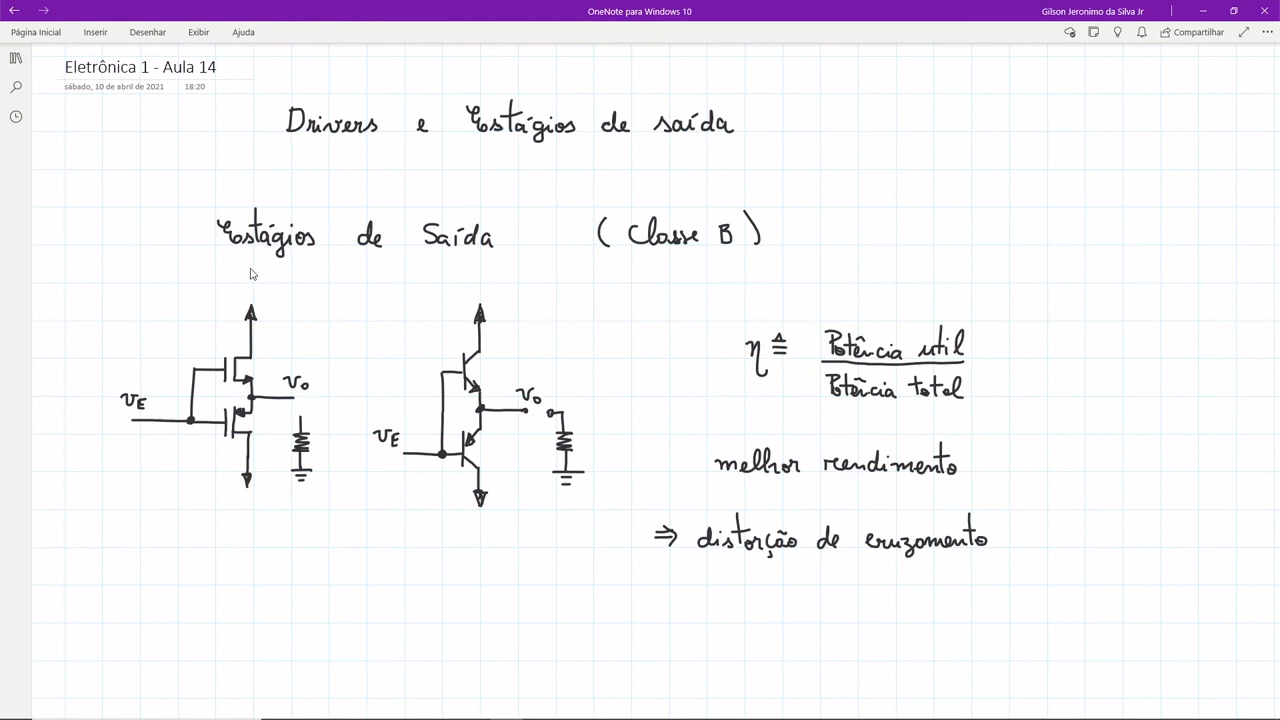 OneNote para Windows 10
Gilson Jeronimo da Silva Jr
Página Inicial Inserir Desenhar Exibir Ajuda
Compartilhar
Eletrônica 1 - Aula 14
sábado, 10 de abril de 2021 18:20
Drivers e Estágios de saída
Estágios de Saída (Classe B)
vE vo
vE vo
η ≜ Potência util
Potência total
melhor rendimento
⇒ distorção de cruzamento